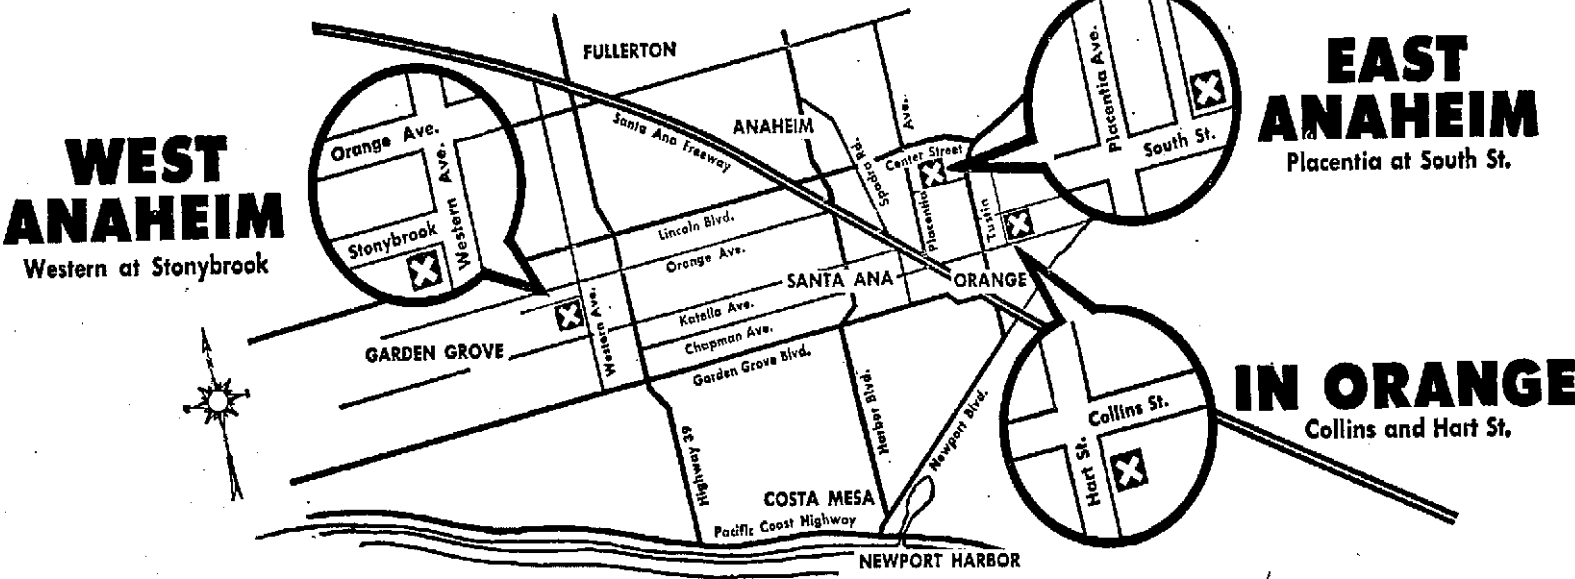 WEST
ANAHEIM
Western at Stonybrook
Orange Ave.
Western Ave.
Stonybrook
FULLERTON
Santa Ana Freeway
ANAHEIM
Spadra Rd.
Ave.
Center Street
Placentia
Tustin
Lincoln Blvd.
Orange Ave.
SANTA ANA
ORANGE
Katella Ave.
Chapman Ave.
Garden Grove Blvd.
GARDEN GROVE
Western Ave.
Highway 39
Harbor Blvd.
Newport Blvd.
COSTA MESA
Pacific Coast Highway
NEWPORT HARBOR
Placentia Ave.
South St.
EAST
ANAHEIM
Placentia at South St.
Collins St.
Hart St.
IN ORANGE
Collins and Hart St.